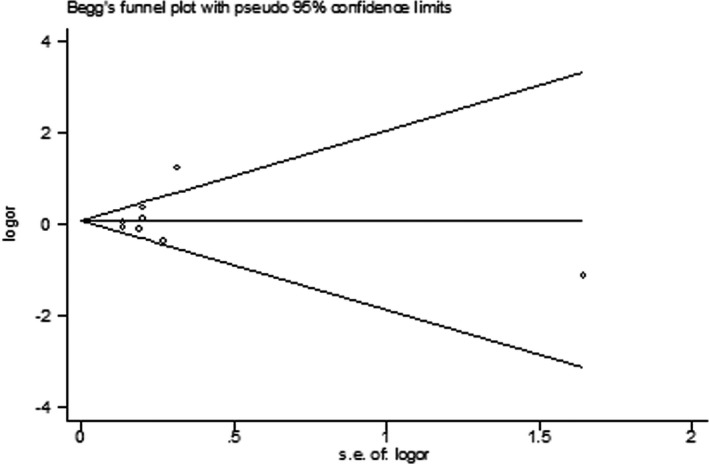 Begg's funnel plot with pseudo 95% confidence limits
4
2
0
-2
-4
logor
0 .5 1 1.5 2
s.e. of: logor